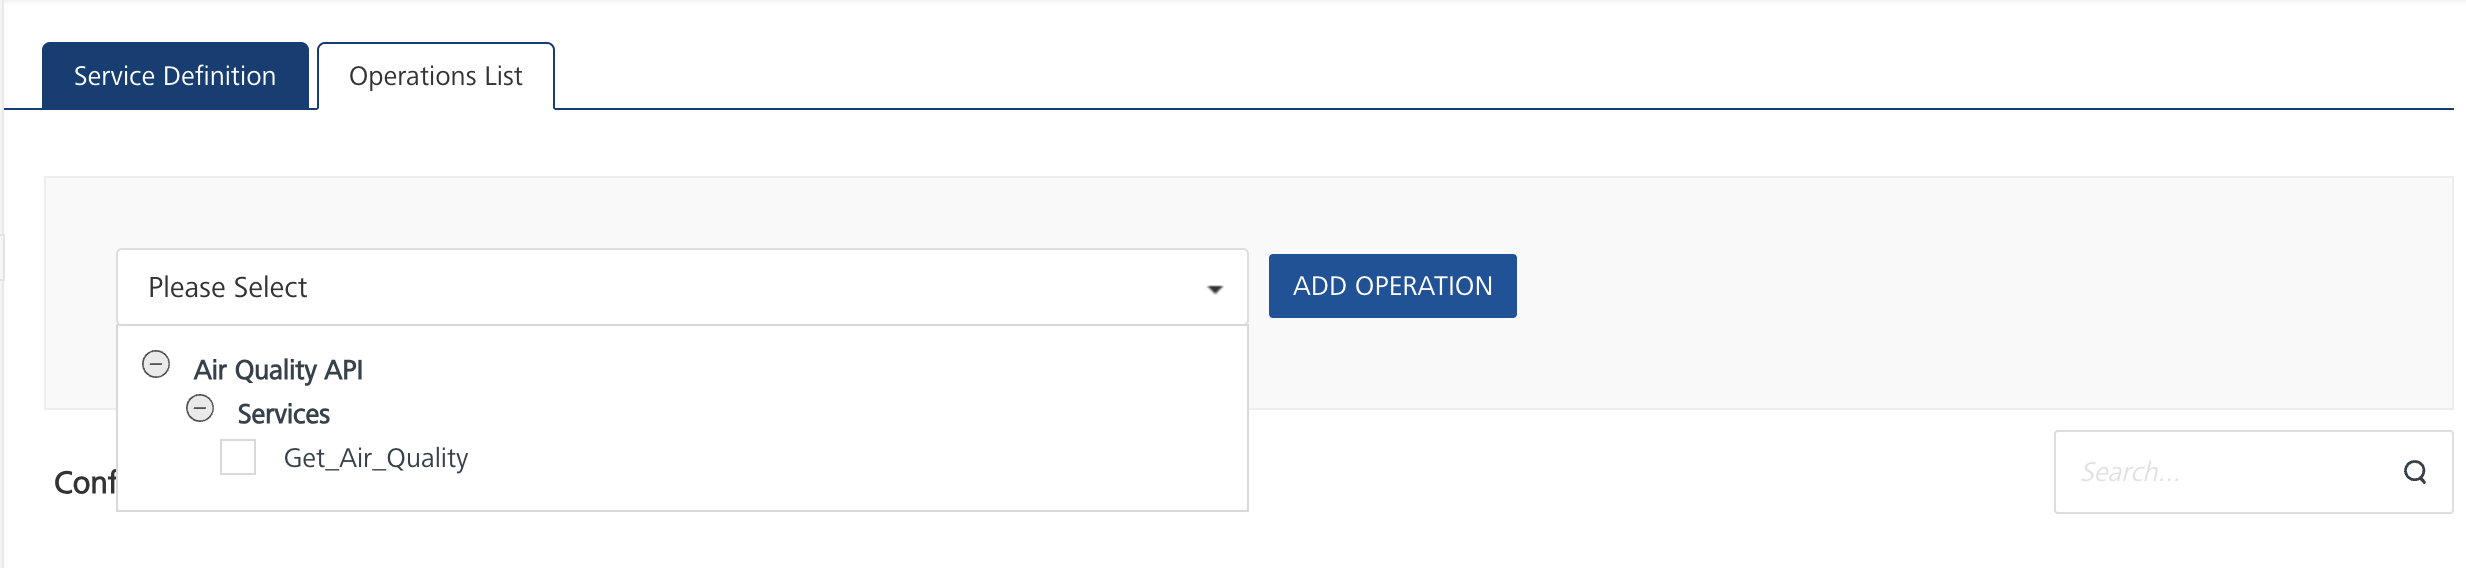 Service Definition
Operations List
Please Select
ADD OPERATION
Air Quality API
Services
Get_Air_Quality
Conf
Search...